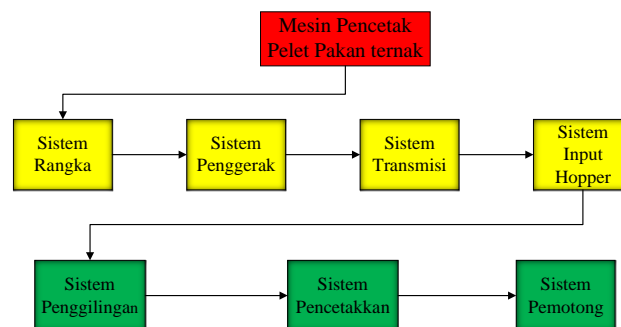 Mesin Pencetak
Pelet Pakan ternak
Sistem
Rangka
Sistem
Penggerak
Sistem
Transmisi
Sistem
Input
Hopper
Sistem
Penggilingan
Sistem
Pencetakkan
Sistem
Pemotong